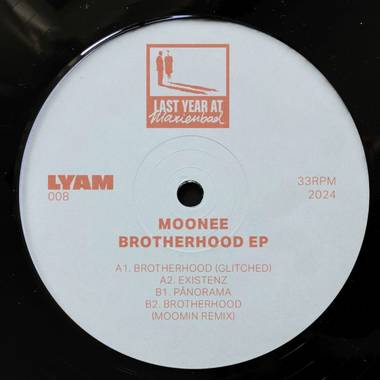 LAST YEAR AT
Marienbad
LYAM
008
33RPM
2024
MOONEE
BROTHERHOOD EP
A1. BROTHERHOOD (GLITCHED)
A2. EXISTENZ
B1. PÂNORAMA
B2. BROTHERHOOD
(MOOMIN REMIX)